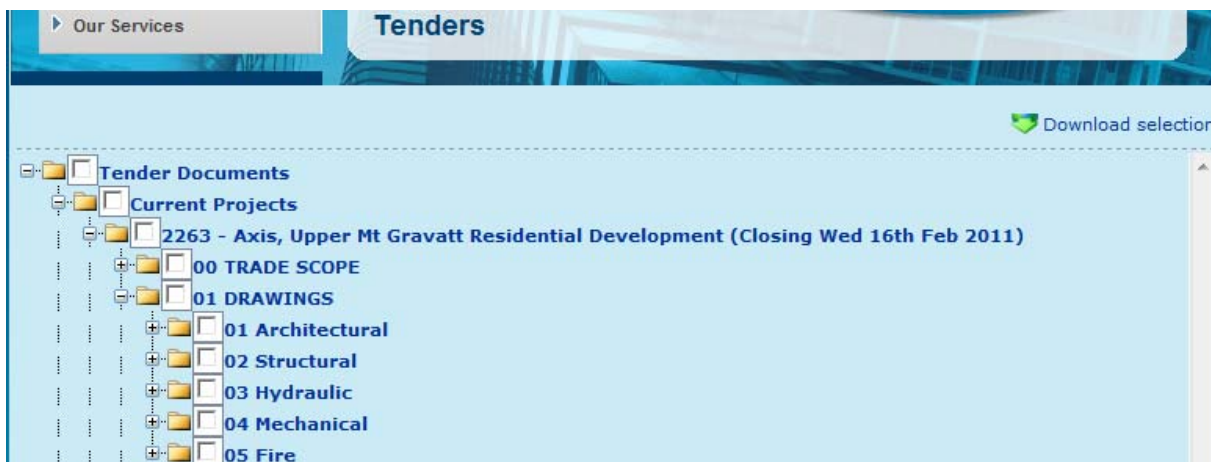 Our Services
Tenders
Download selection
Tender Documents
Current Projects
2263 - Axis, Upper Mt Gravatt Residential Development (Closing Wed 16th Feb 2011)
00 TRADE SCOPE
01 DRAWINGS
01 Architectural
02 Structural
03 Hydraulic
04 Mechanical
05 Fire